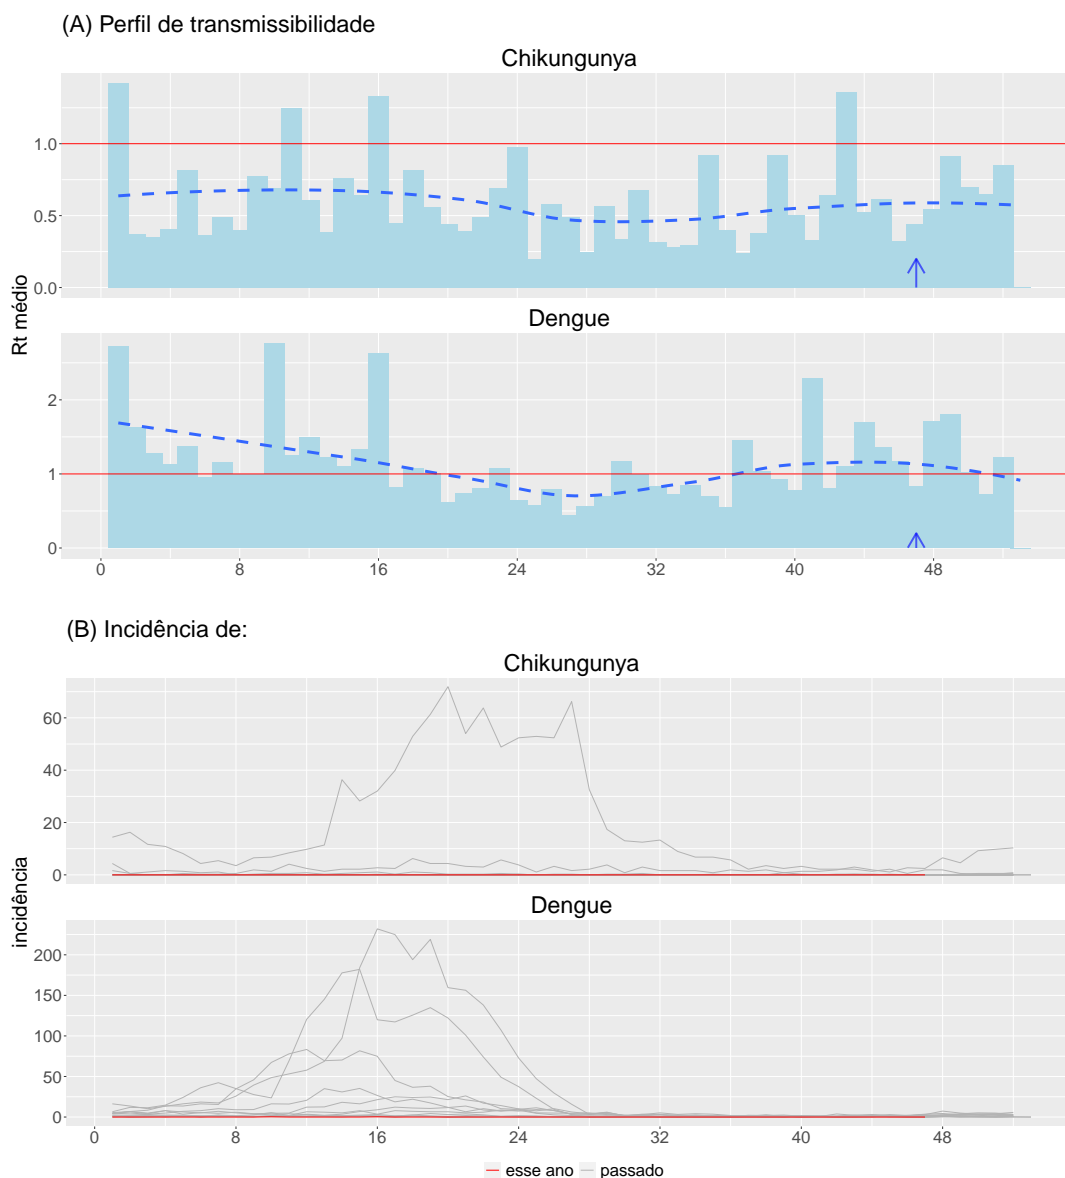 (A) Perfil de transmissibilidade
Chikungunya
1.0
0.5
0.0
Rt médio
Dengue
2
1
0
0 8 16 24 32 40 48
(B) Incidência de:
Chikungunya
60
40
20
0
incidência
Dengue
200
150
100
50
0
0 8 16 24 32 40 48
esse ano passado